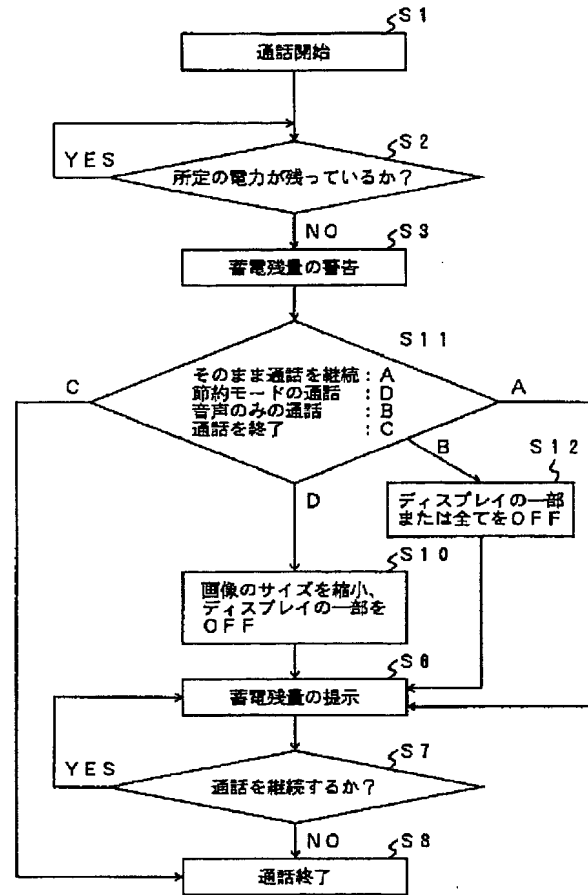 S1
通話開始
S2
YES
所定の電力が残っているか?
NO
S3
蓄電残量の警告
S11
C
そのまま通話を継続:A
節約モードの通話:D
音声のみの通話:B
通話を終了:C
A
B
S12
D
ディスプレイの一部
または全てをOFF
S10
画像のサイズを縮小、
ディスプレイの一部を
OFF
S6
蓄電残量の提示
S7
YES
通話を継続するか?
NO
S8
通話終了